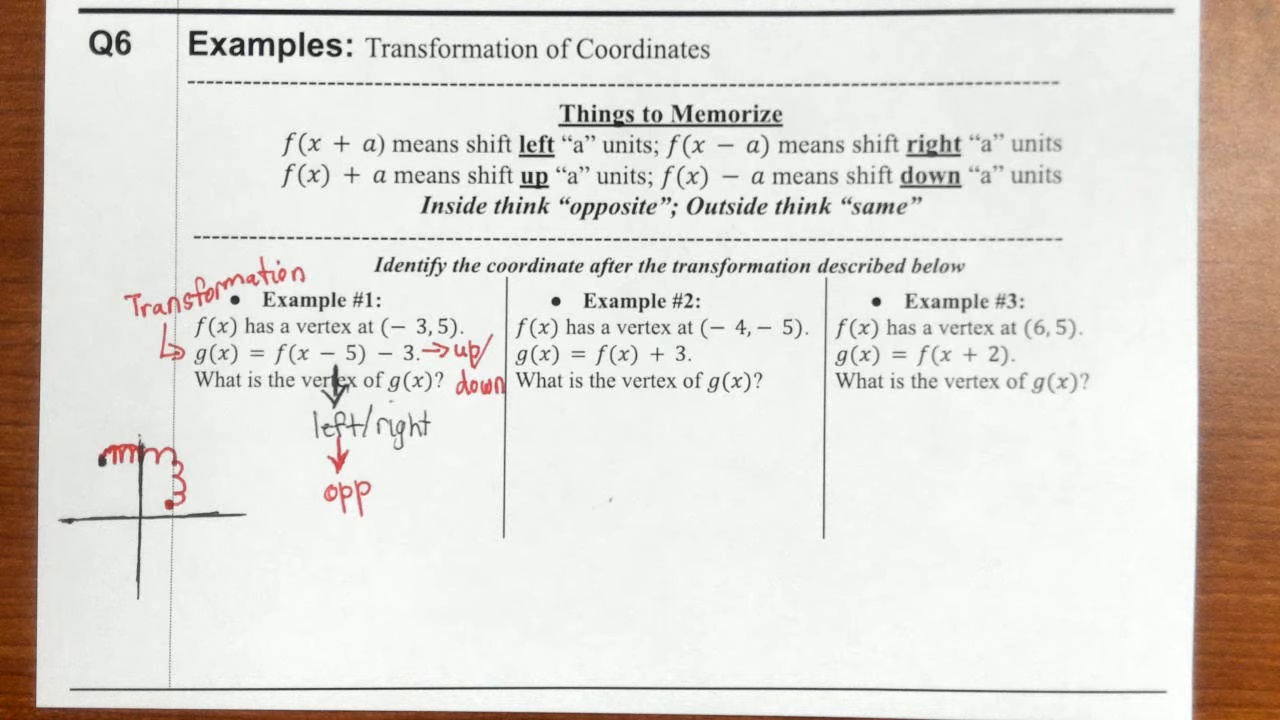 Q6 Examples: Transformation of Coordinates
Things to Memorize
f(x + a) means shift left "a" units; f(x − a) means shift right "a" units
f(x) + a means shift up "a" units; f(x) − a means shift down "a" units
Inside think "opposite"; Outside think "same"
Identify the coordinate after the transformation described below
Transformation
• Example #1:
f(x) has a vertex at (− 3, 5).
g(x) = f(x − 5) − 3. → up/
What is the vertex of g(x)? down
left/right
opp
• Example #2:
f(x) has a vertex at (− 4, − 5).
g(x) = f(x) + 3.
What is the vertex of g(x)?
• Example #3:
f(x) has a vertex at (6, 5).
g(x) = f(x + 2).
What is the vertex of g(x)?